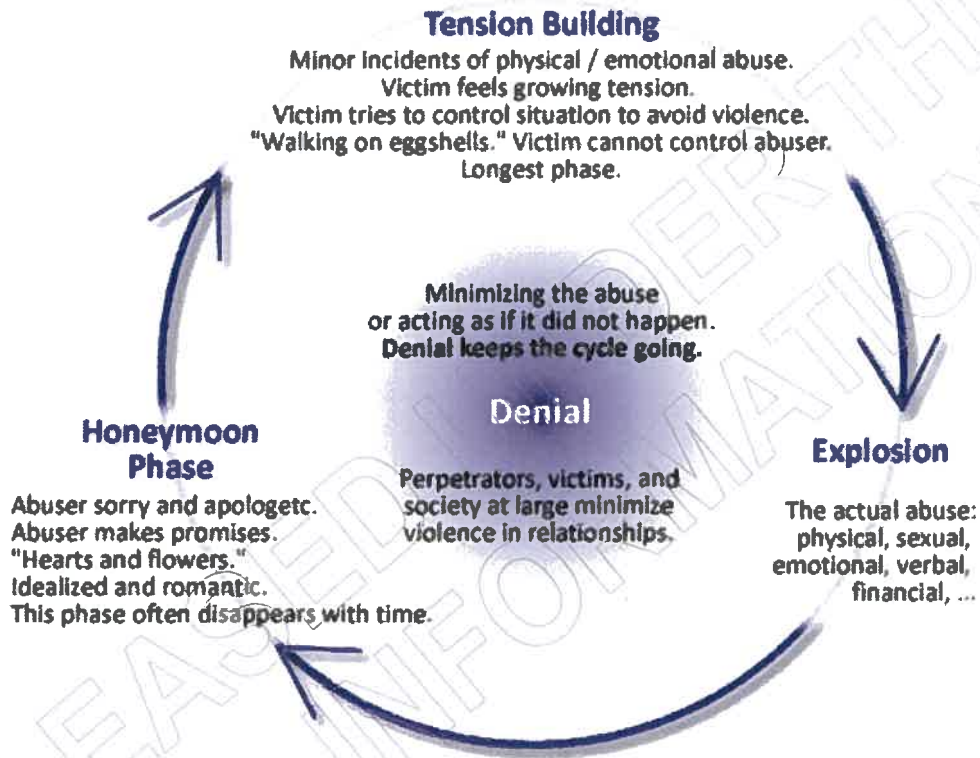 Tension Building
Minor incidents of physical / emotional abuse.
Victim feels growing tension.
Victim tries to control situation to avoid violence.
"Walking on eggshells." Victim cannot control abuser.
Longest phase.
Minimizing the abuse
or acting as if it did not happen.
Denial keeps the cycle going.
Denial
Perpetrators, victims, and
society at large minimize
violence in relationships.
Honeymoon
Phase
Abuser sorry and apologetc.
Abuser makes promises.
"Hearts and flowers."
Idealized and romantic.
This phase often disappears with time.
Explosion
The actual abuse:
physical, sexual,
emotional, verbal,
financial, ...